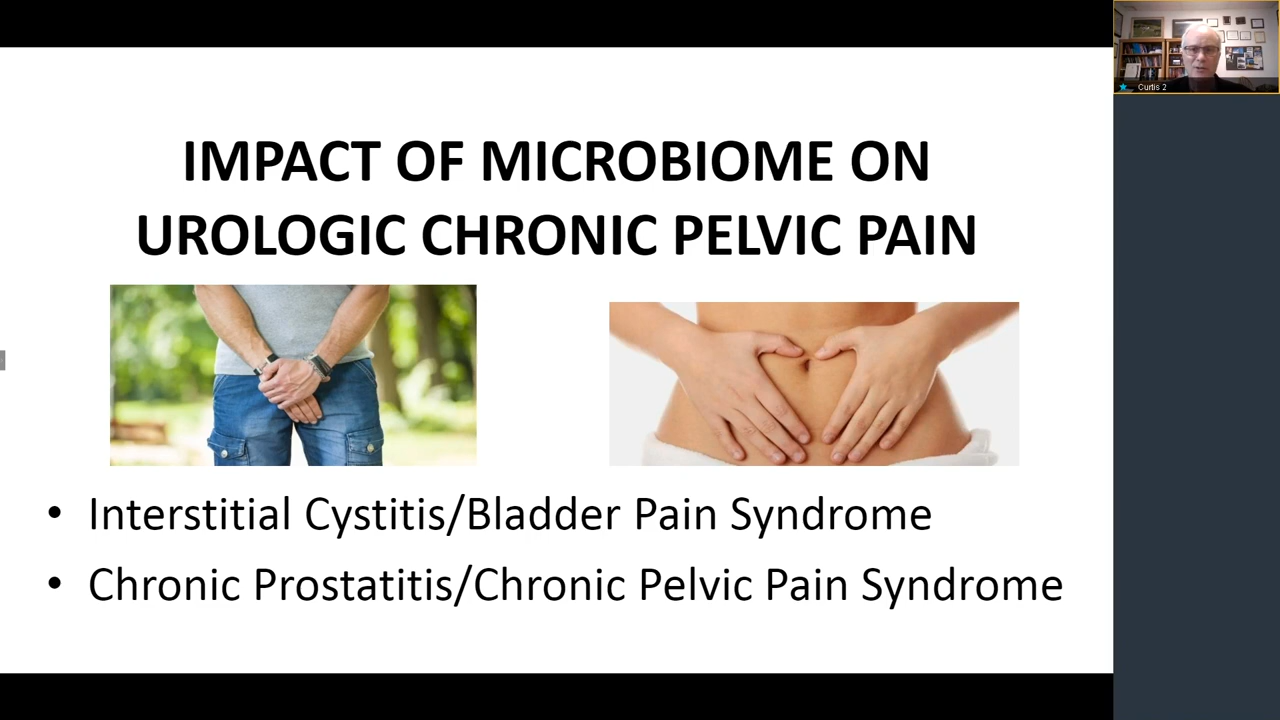 IMPACT OF MICROBIOME ON
UROLOGIC CHRONIC PELVIC PAIN
• Interstitial Cystitis/Bladder Pain Syndrome
• Chronic Prostatitis/Chronic Pelvic Pain Syndrome
Curtis 2